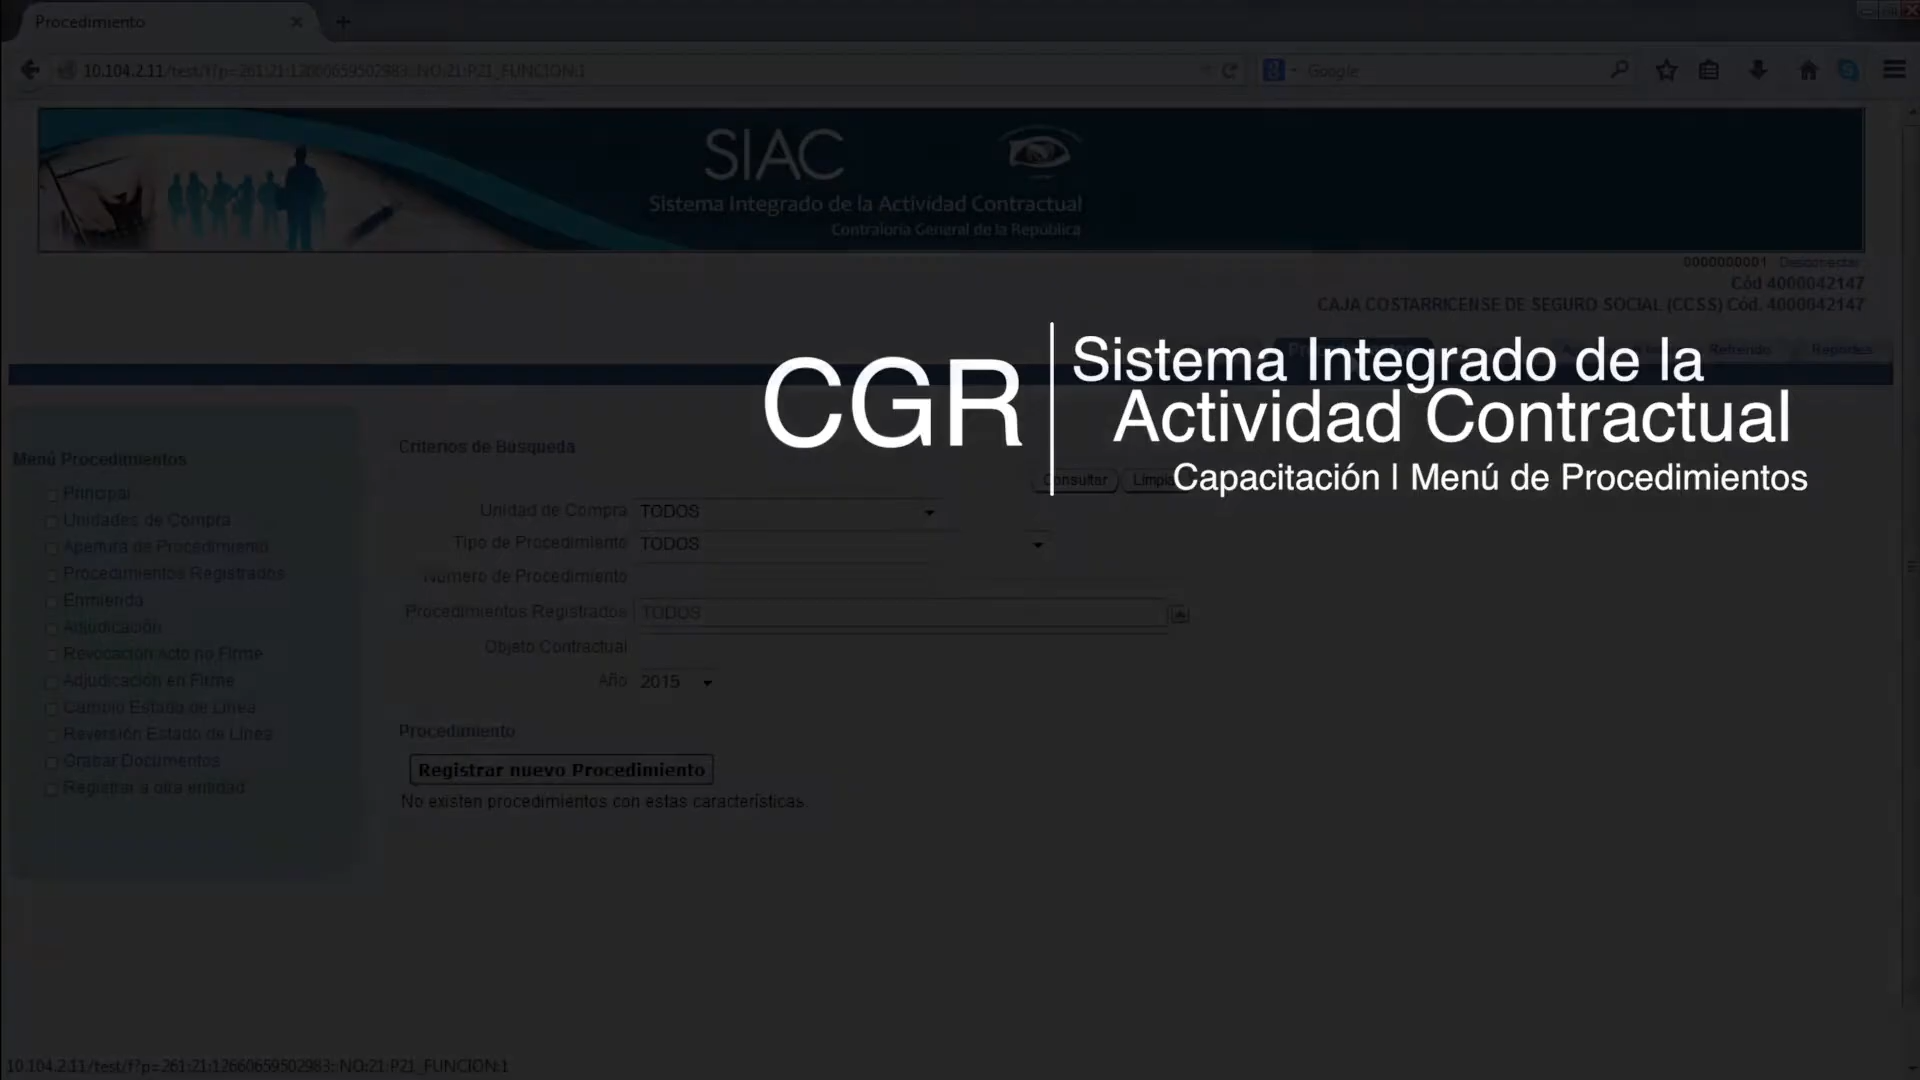 Procedimiento
10.104.2.11/test/f?p=261:21:12660659502983::NO:21:P21_FUNCION:1
Google
SIAC
Sistema Integrado de la Actividad Contractual
Contraloría General de la República
0000000001 Desconectar
Cód 4000042147
CAJA COSTARRICENSE DE SEGURO SOCIAL (CCSS) Cód. 4000042147
Refrendo
Reportes
CGR
Sistema Integrado de la
Actividad Contractual
Capacitación | Menú de Procedimientos
Menú Procedimientos
Principal
Unidades de Compra
Apertura de Procedimiento
Procedimientos Registrados
Enmienda
Adjudicación
Revocación Acto no Firme
Adjudicación en Firme
Cambio Estado de Línea
Reversión Estado de Línea
Grabar Documentos
Registrar a otra entidad
Criterios de Búsqueda
Consultar
Unidad de Compra TODOS
Tipo de Procedimiento TODOS
Número de Procedimiento
Procedimientos Registrados TODOS
Objeto Contractual
Año 2015
Procedimiento
Registrar nuevo Procedimiento
No existen procedimientos con estas características
10.104.2.11/test/f?p=261:21:12660659502983::NO:21:P21_FUNCION:1